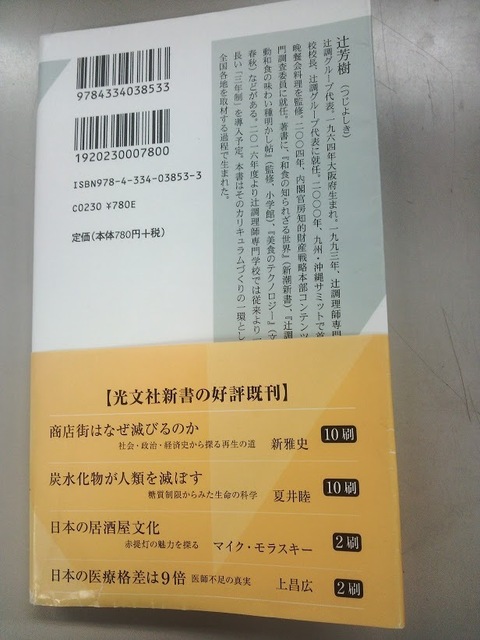 9784334038533
1920230007800
ISBN978-4-334-03853-3
C0230 ¥780E
定価(本体780円+税)
辻芳樹(つじよしき)
辻調グループ代表。一九六四年大阪府生まれ。一九九三年、辻調理師専門
校校長、辻調グループ代表に就任。二〇〇〇年、九州・沖縄サミットで首
晩餐会料理を監修。二〇〇四年、内閣官房知的財産戦略本部コンテンツ
門調査委員に就任。著書に、『和食の知られざる世界』(新潮新書)、『辻調
動和食の味わい種明かし帖』(監修、小学館)、『美食のテクノロジー』(文
春秋)などがある。二〇一六年度より辻調理師専門学校では従来より一
長い「三年制」を導入予定。本書はそのカリキュラムづくりの一環とし
全国各地を取材する過程で生まれた。
【光文社新書の好評既刊】
商店街はなぜ滅びるのか
社会・政治・経済史から探る再生の道 新雅史 10刷
炭水化物が人類を滅ぼす
糖質制限からみた生命の科学 夏井睦 10刷
日本の居酒屋文化
赤提灯の魅力を探る マイク・モラスキー 2刷
日本の医療格差は9倍 医師不足の真実 上昌広 2刷